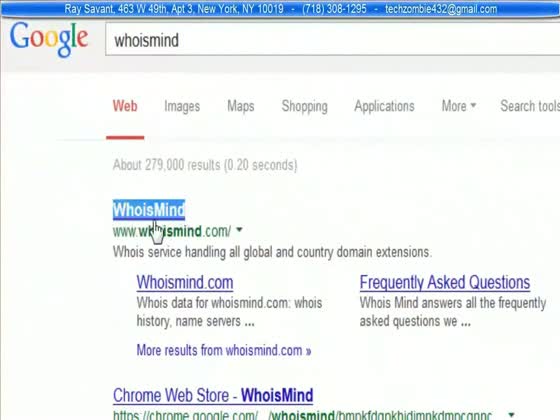 Ray Savant, 463 W 49th, Apt 3, New York, NY 10019 - (718) 308-1295 - techzombie432@gmail.com
Google whoismind
Web Images Maps Shopping Applications More Search tools
About 279,000 results (0.20 seconds)
WhoisMind
www.whoismind.com/
Whois service handling all global and country domain extensions.
Whoismind.com Frequently Asked Questions
Whois data for whoismind.com: whois Whois Mind answers all the frequently
history, name servers ... asked questions we ...
More results from whoismind.com »
Chrome Web Store - WhoisMind
https://chrome.google.com/.../whoismind/